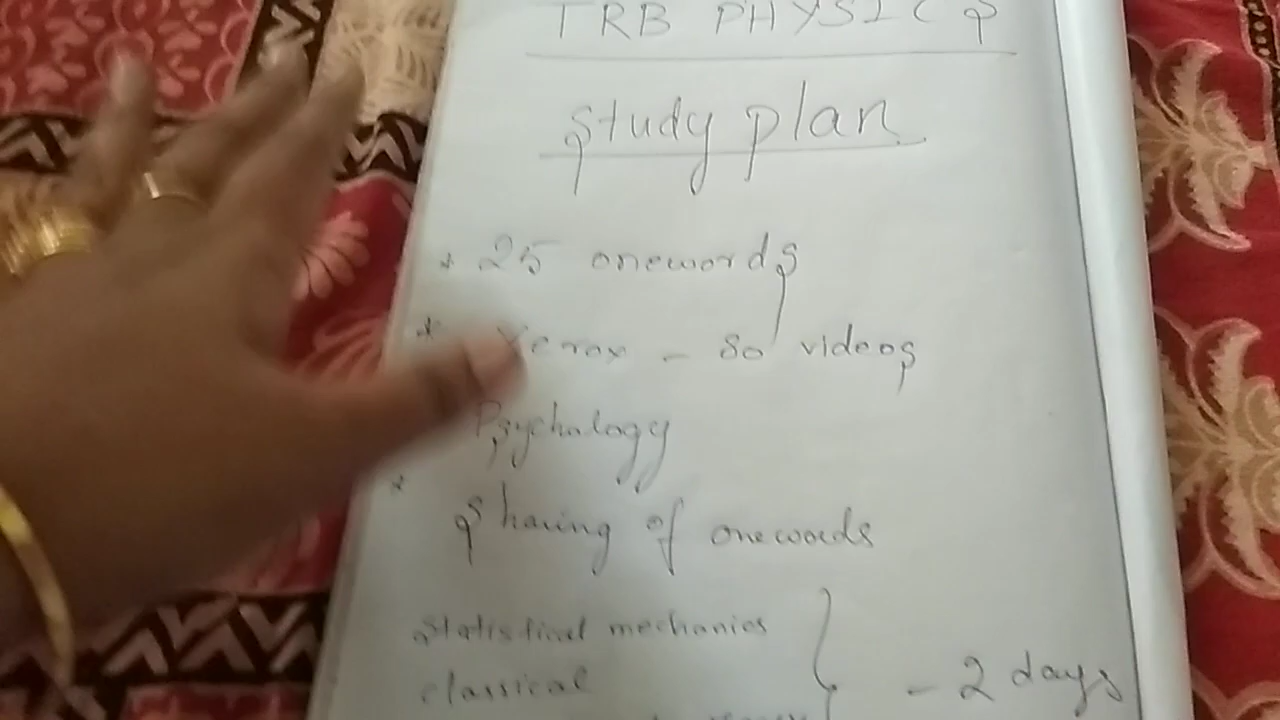 TRB PHYSICS
Study plan
* 25 onewords
* Xerox - 80 videos
Psychology
*
Sharing of onewords
Statistical mechanics
classical
- 2 days